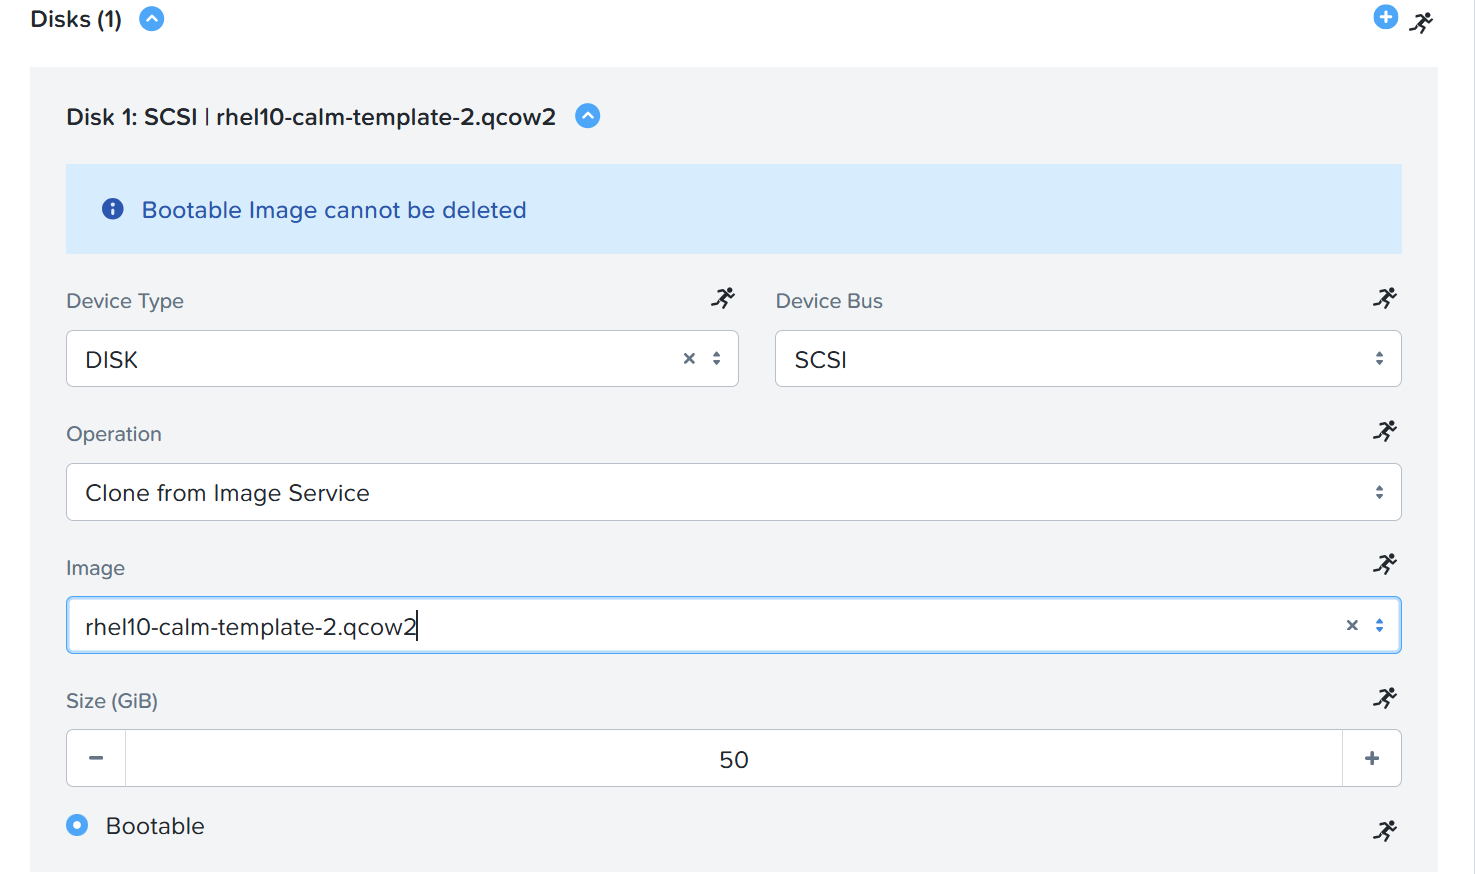 Disks (1)
Disk 1: SCSI | rhel10-calm-template-2.qcow2
Bootable Image cannot be deleted
Device Type
Device Bus
DISK
SCSI
Operation
Clone from Image Service
Image
rhel10-calm-template-2.qcow2
Size (GiB)
50
Bootable